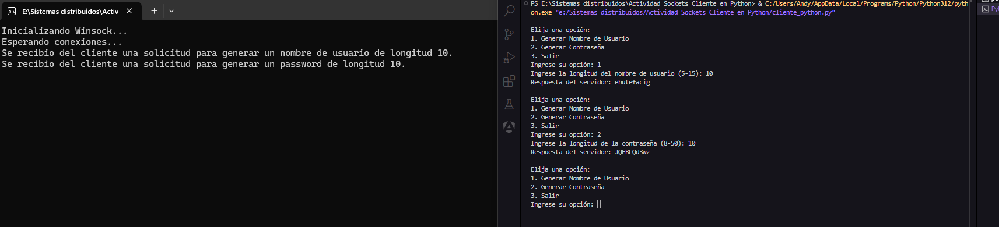 E:\Sistemas distribuidos\Activ
Inicializando Winsock...
Esperando conexiones...
Se recibio del cliente una solicitud para generar un nombre de usuario de longitud 10.
Se recibio del cliente una solicitud para generar un password de longitud 10.
PS E:\Sistemas distribuidos\Actividad Sockets Cliente en Python> & C:/Users/Andy/AppData/Local/Programs/Python/Python312/pyth
on.exe "e:/Sistemas distribuidos/Actividad Sockets Cliente en Python/cliente_python.py"
Elija una opción:
1. Generar Nombre de Usuario
2. Generar Contraseña
3. Salir
Ingrese su opción: 1
Ingrese la longitud del nombre de usuario (5-15): 10
Respuesta del servidor: ebutefacig
Elija una opción:
1. Generar Nombre de Usuario
2. Generar Contraseña
3. Salir
Ingrese su opción: 2
Ingrese la longitud de la contraseña (8-50): 10
Respuesta del servidor: JQEBCQd3wz
Elija una opción:
1. Generar Nombre de Usuario
2. Generar Contraseña
3. Salir
Ingrese su opción: